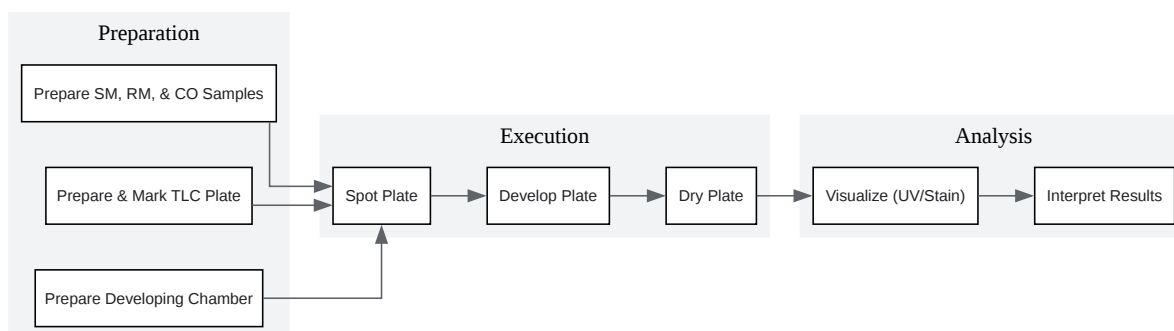 Preparation
Prepare SM, RM, & CO Samples
Prepare & Mark TLC Plate
Prepare Developing Chamber
Execution
Spot Plate
Develop Plate
Dry Plate
Analysis
Visualize (UV/Stain)
Interpret Results